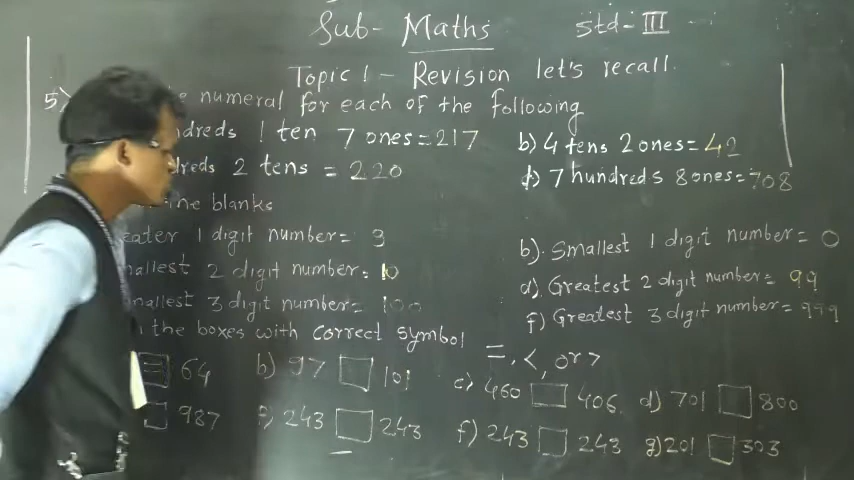 Sub- Maths Std- III
Topic 1 - Revision let's recall.
5) numeral for each of the following
dreds 1 ten 7 ones = 217 b) 4 tens 2 ones = 42
dreds 2 tens = 220 d) 7 hundreds 8 ones = 708
blanks
eater 1 digit number = 9 b). Smallest 1 digit number = 0
mallest 2 digit number = 10 d). Greatest 2 digit number = 99
mallest 3 digit number = 100 f) Greatest 3 digit number = 999
the boxes with correct symbol =, <, or >
= 64 b) 97 □ 101 c) 460 □ 406. d) 701 □ 800
□ 987 f) 243 □ 243 f) 243 □ 243 g) 201 □ 303